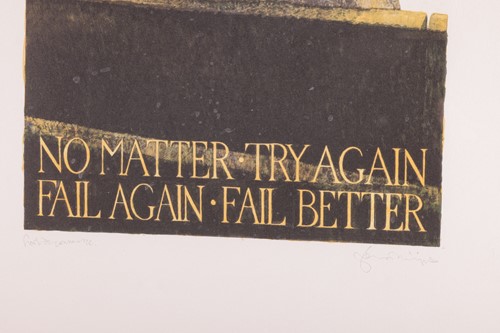 NO MATTER · TRY AGAIN
FAIL AGAIN · FAIL BETTER